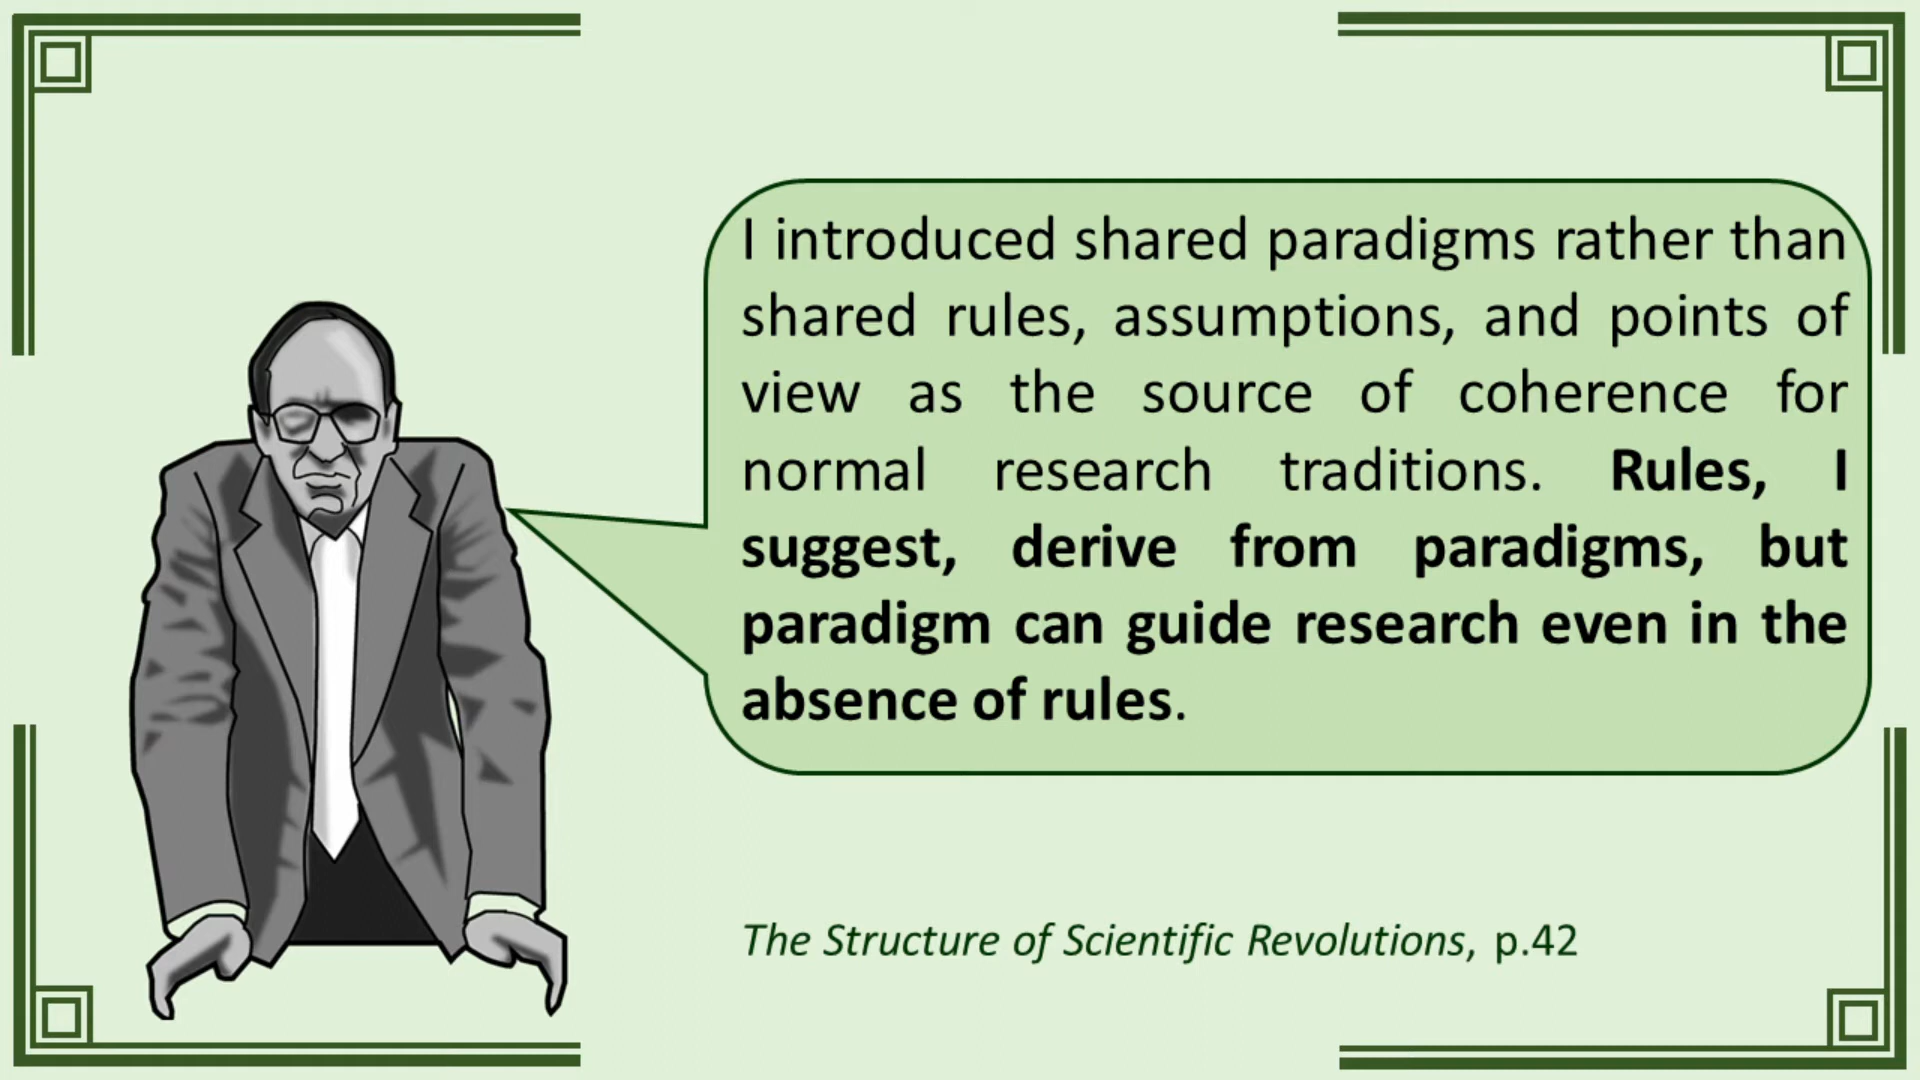 I introduced shared paradigms rather than
shared rules, assumptions, and points of
view as the source of coherence for
normal research traditions. Rules, I
suggest, derive from paradigms, but
paradigm can guide research even in the
absence of rules.
The Structure of Scientific Revolutions, p.42